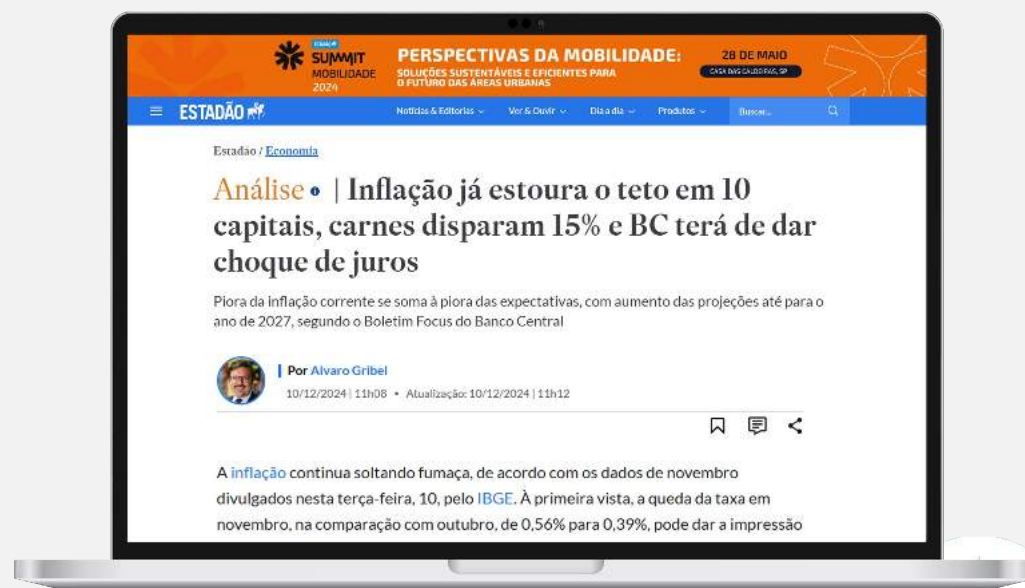 ESTADÃO
SUMMIT
MOBILIDADE
2024
PERSPECTIVAS DA MOBILIDADE:
SOLUÇÕES SUSTENTÁVEIS E EFICIENTES PARA
O FUTURO DAS ÁREAS URBANAS
28 DE MAIO
CASA DAS CALDEIRAS, SP
ESTADÃO
Notícias & Editorias
Ver & Ouvir
Dia a dia
Produtos
Buscar...
Estadão / Economia
Análise | Inflação já estoura o teto em 10
capitais, carnes disparam 15% e BC terá de dar
choque de juros
Piora da inflação corrente se soma à piora das expectativas, com aumento das projeções até para o
ano de 2027, segundo o Boletim Focus do Banco Central
Por Alvaro Gribel
10/12/2024 | 11h08 • Atualização: 10/12/2024 | 11h12
A inflação continua soltando fumaça, de acordo com os dados de novembro
divulgados nesta terça-feira, 10, pelo IBGE. À primeira vista, a queda da taxa em
novembro, na comparação com outubro, de 0,56% para 0,39%, pode dar a impressão